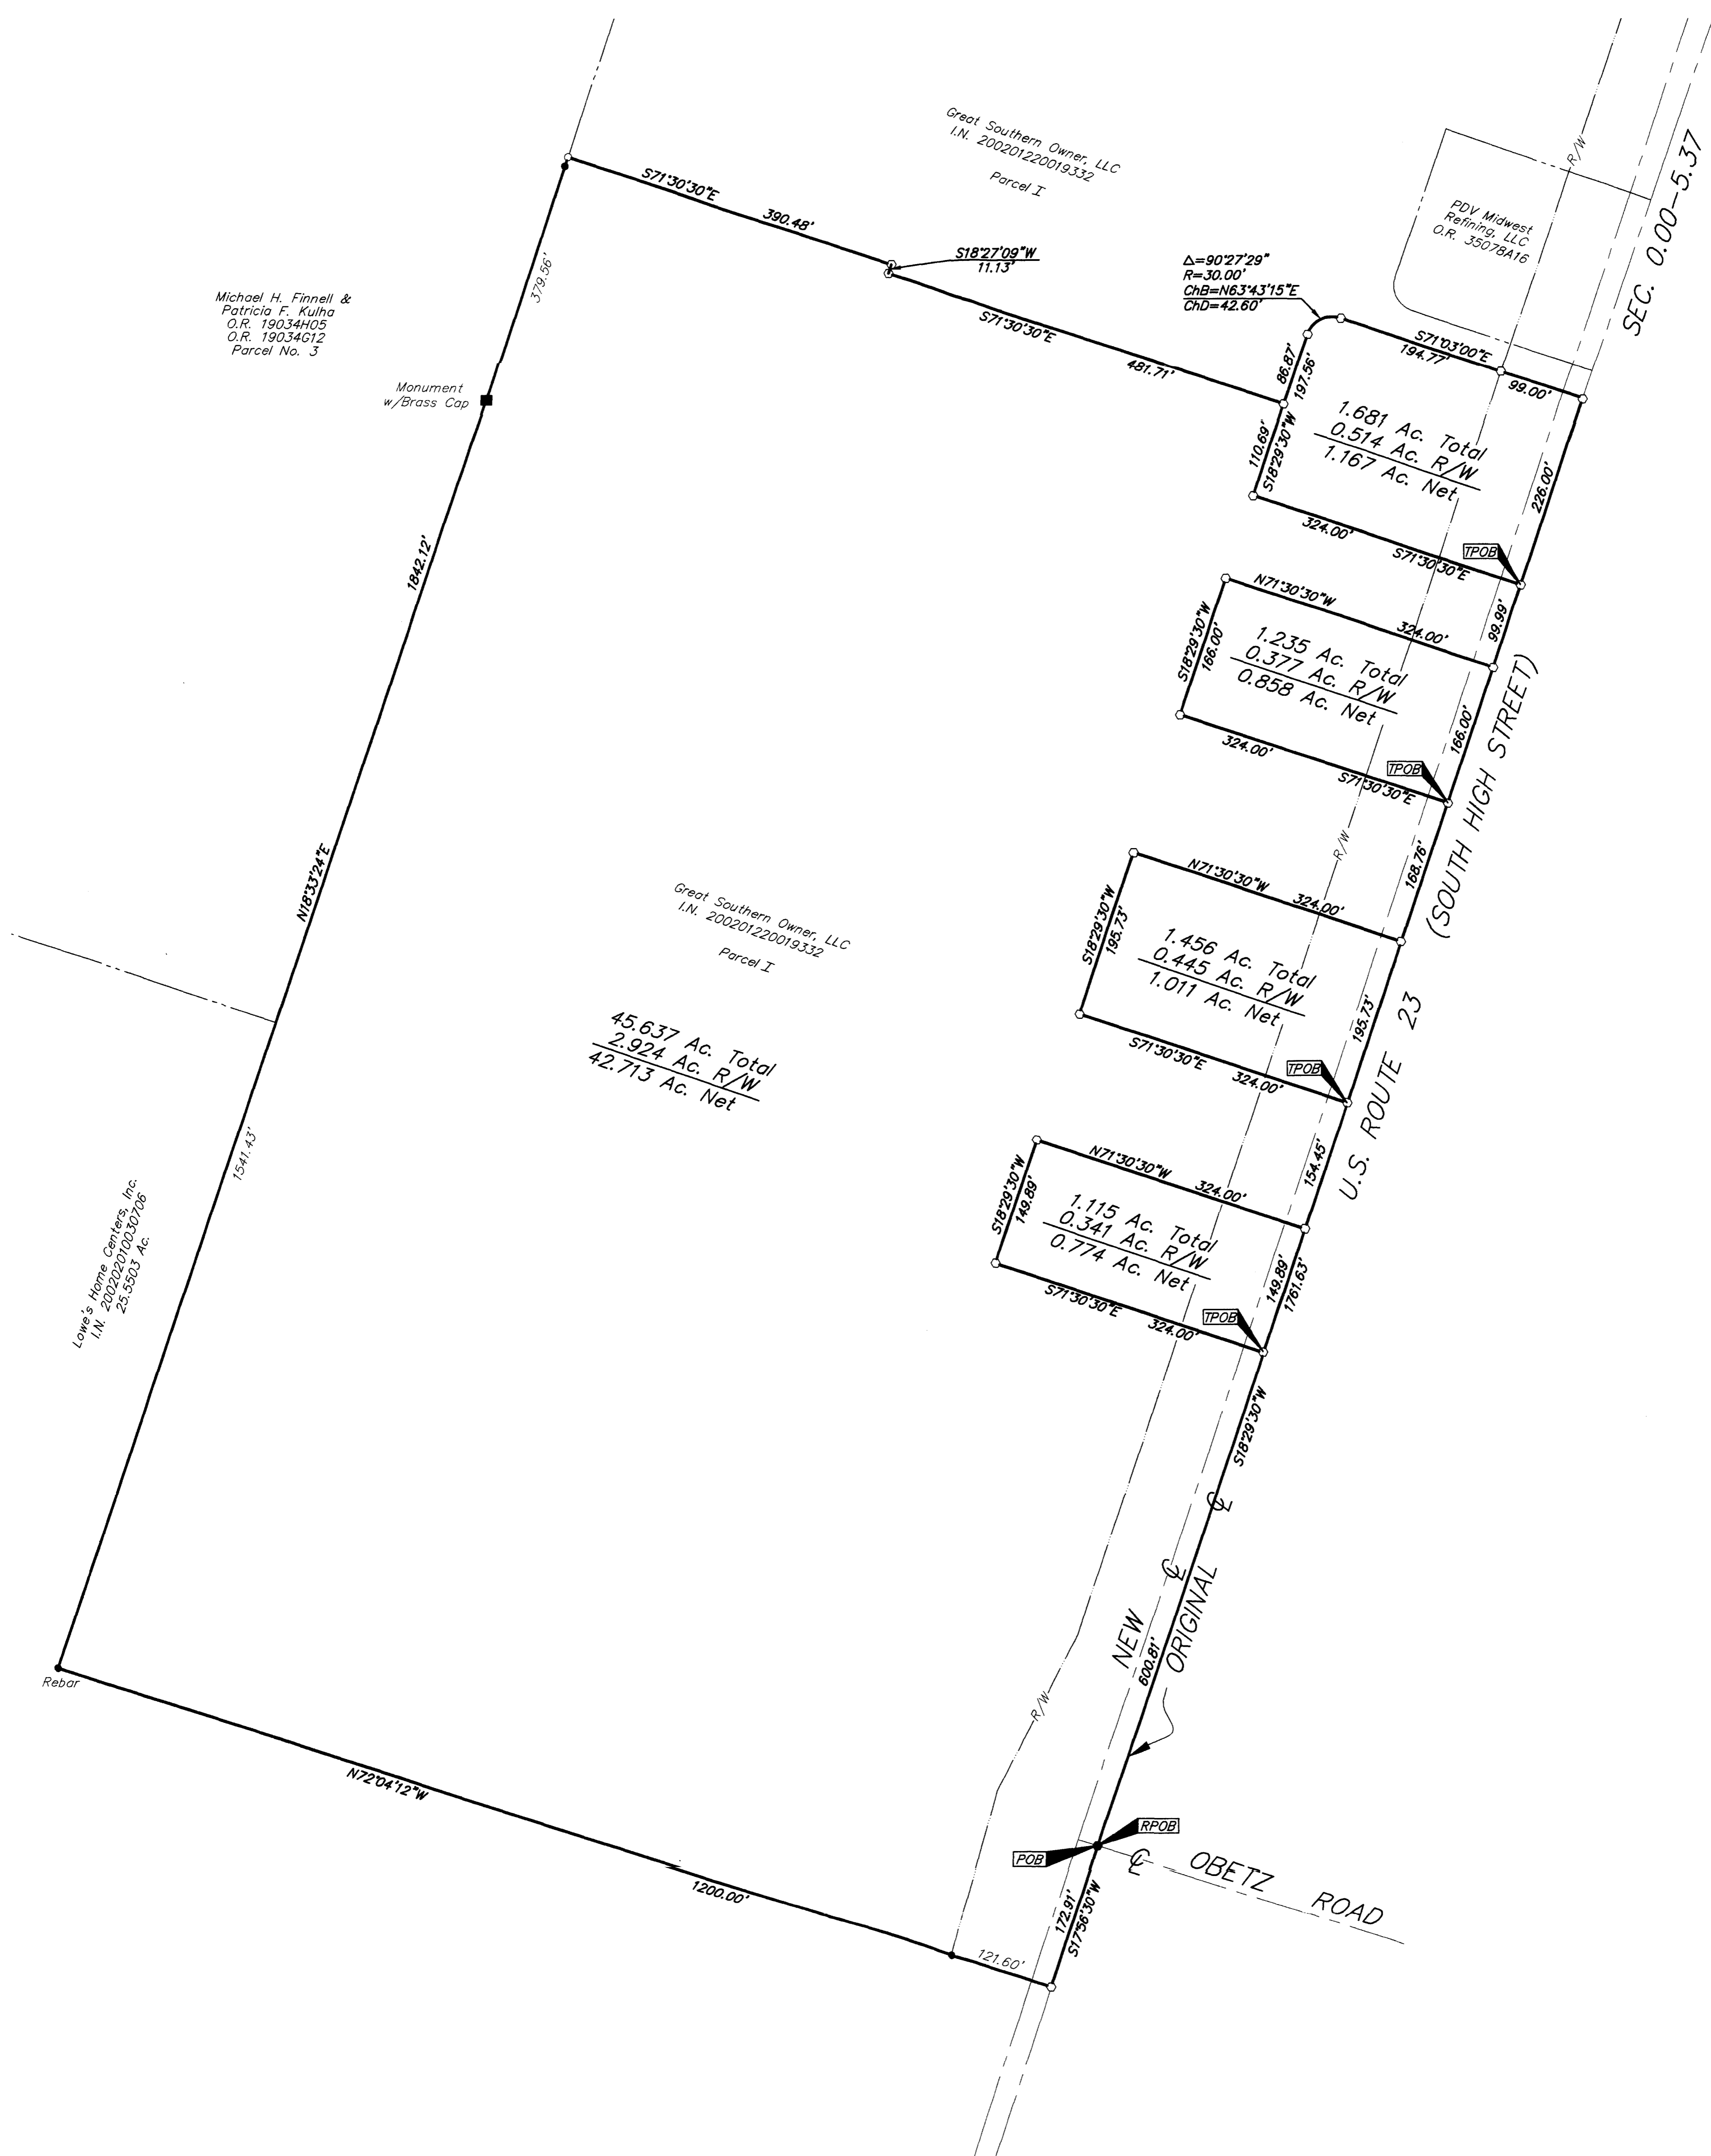 Great Southern Owner, LLC
I.N. 200201220019332
Parcel I
R/W
SEC. 0.00-5.37
S71°30'30"E
390.48'
PDV Midwest
Refining, LLC
O.R. 35078A16
S18°27'09"W
11.13'
Δ=90°27'29"
R=30.00'
ChB=N63°43'15"E
ChD=42.60'
379.56'
Michael H. Finnell &
Patricia F. Kulha
O.R. 19034H05
O.R. 19034G12
Parcel No. 3
S71°30'30"E
481.71'
S71°03'00"E
194.77'
99.00'
86.87'
197.56'
Monument
w/Brass Cap
1.681 Ac. Total
0.514 Ac. R/W
1.167 Ac. Net
110.69'
S18°29'30"W
226.00'
324.00'
S71°30'30"E
TPOB
1842.12'
N71°30'30"W
324.00'
99.99'
S18°29'30"W
166.00'
1.235 Ac. Total
0.377 Ac. R/W
0.858 Ac. Net
166.00'
324.00'
S71°30'30"E
TPOB
(SOUTH HIGH STREET)
R/W
168.76'
N18°33'24"E
N71°30'30"W
324.00'
S18°29'30"W
195.73'
Great Southern Owner, LLC
I.N. 200201220019332
Parcel I
1.456 Ac. Total
0.445 Ac. R/W
1.011 Ac. Net
195.73'
S71°30'30"E
324.00'
TPOB
U.S. ROUTE 23
45.637 Ac. Total
2.924 Ac. R/W
42.713 Ac. Net
1541.43'
154.45'
N71°30'30"W
324.00'
S18°29'30"W
149.89'
1.115 Ac. Total
0.341 Ac. R/W
0.774 Ac. Net
149.89'
1761.63'
Lowe's Home Centers, Inc.
I.N. 200202010030706
25.5503 Ac.
S71°30'30"E
324.00'
TPOB
S18°29'30"W
℄
℄
NEW
ORIGINAL
600.81'
Rebar
R/W
N72°04'12"W
1200.00'
RPOB
POB
℄ OBETZ ROAD
172.91'
S17°56'30"W
121.60'